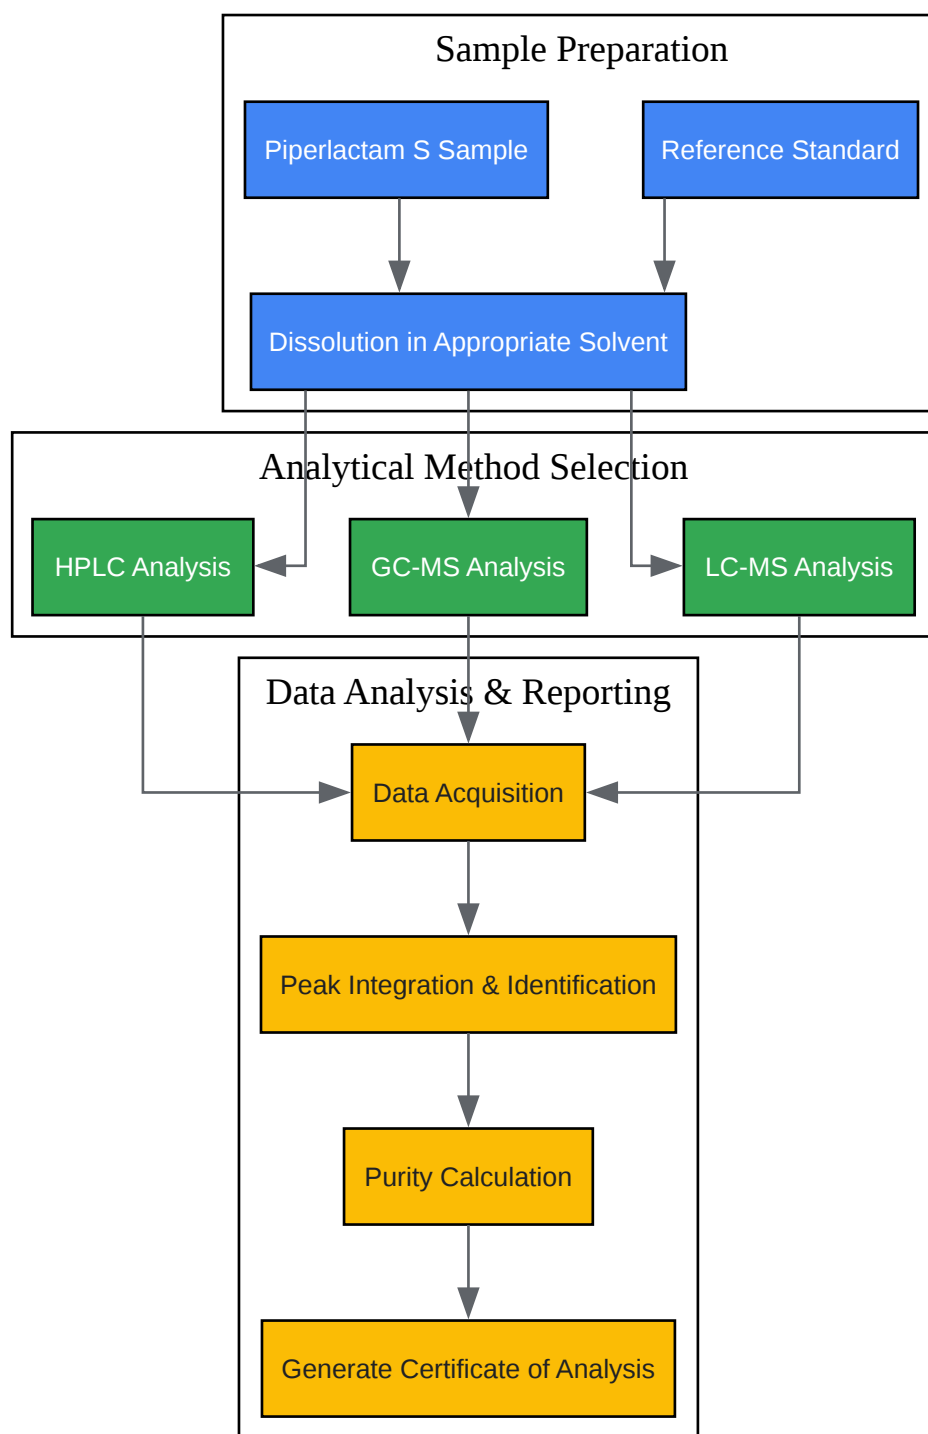 Sample Preparation
Piperlactam S Sample
Reference Standard
Dissolution in Appropriate Solvent
Analytical Method Selection
HPLC Analysis
GC-MS Analysis
LC-MS Analysis
Data Analysis & Reporting
Data Acquisition
Peak Integration & Identification
Purity Calculation
Generate Certificate of Analysis